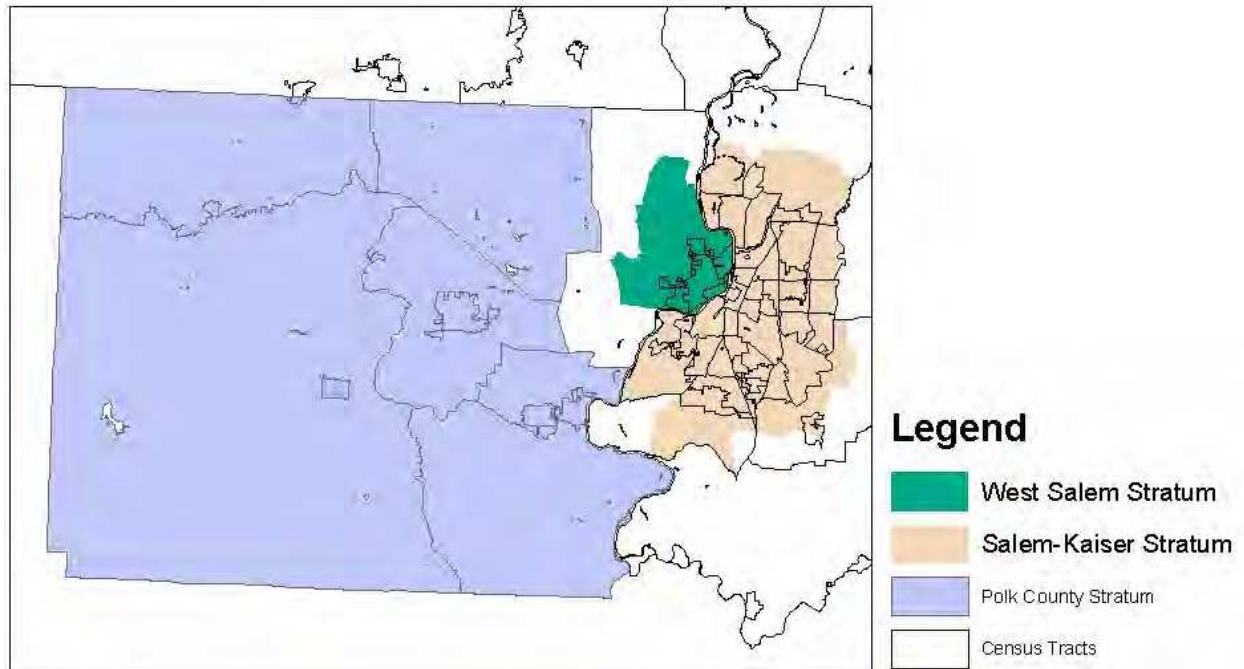 Legend
West Salem Stratum
Salem-Kaiser Stratum
Polk County Stratum
Census Tracts